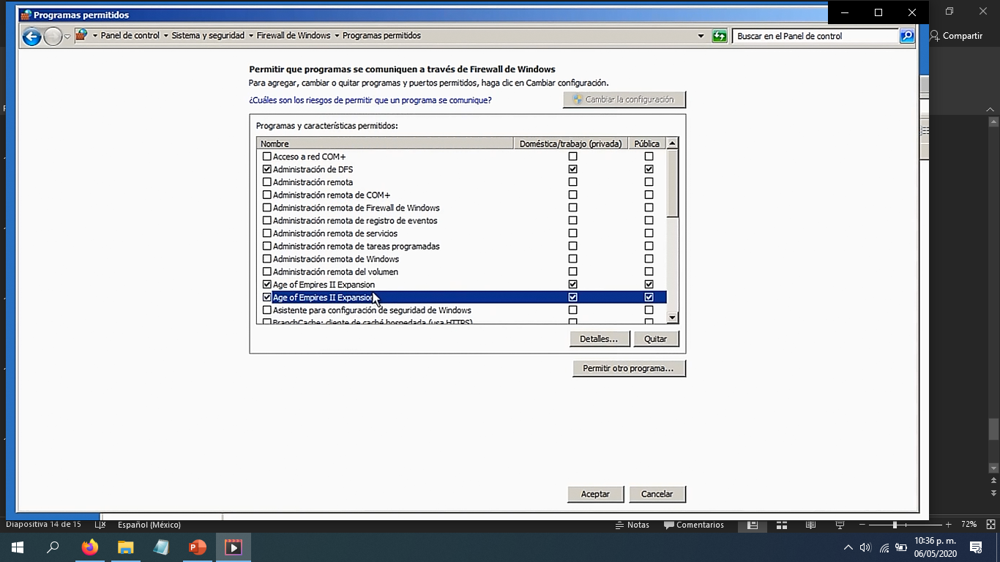 Programas permitidos
Panel de control Sistema y seguridad Firewall de Windows Programas permitidos
Buscar en el Panel de control
Compartir
Permitir que programas se comuniquen a través de Firewall de Windows
Para agregar, cambiar o quitar programas y puertos permitidos, haga clic en Cambiar configuración.
¿Cuáles son los riesgos de permitir que un programa se comunique?
Cambiar la configuración
Programas y características permitidos:
Nombre Doméstica/trabajo (privada) Pública
Acceso a red COM+
Administración de DFS
Administración remota
Administración remota de COM+
Administración remota de Firewall de Windows
Administración remota de registro de eventos
Administración remota de servicios
Administración remota de tareas programadas
Administración remota de Windows
Administración remota del volumen
Age of Empires II Expansion
Age of Empires II Expansion
Asistente para configuración de seguridad de Windows
BranchCache: cliente de caché hospedada (usa HTTPS)
Detalles... Quitar
Permitir otro programa...
Aceptar Cancelar
Diapositiva 14 de 15 Español (México) Notas Comentarios 72%
10:36 p. m.
06/05/2020